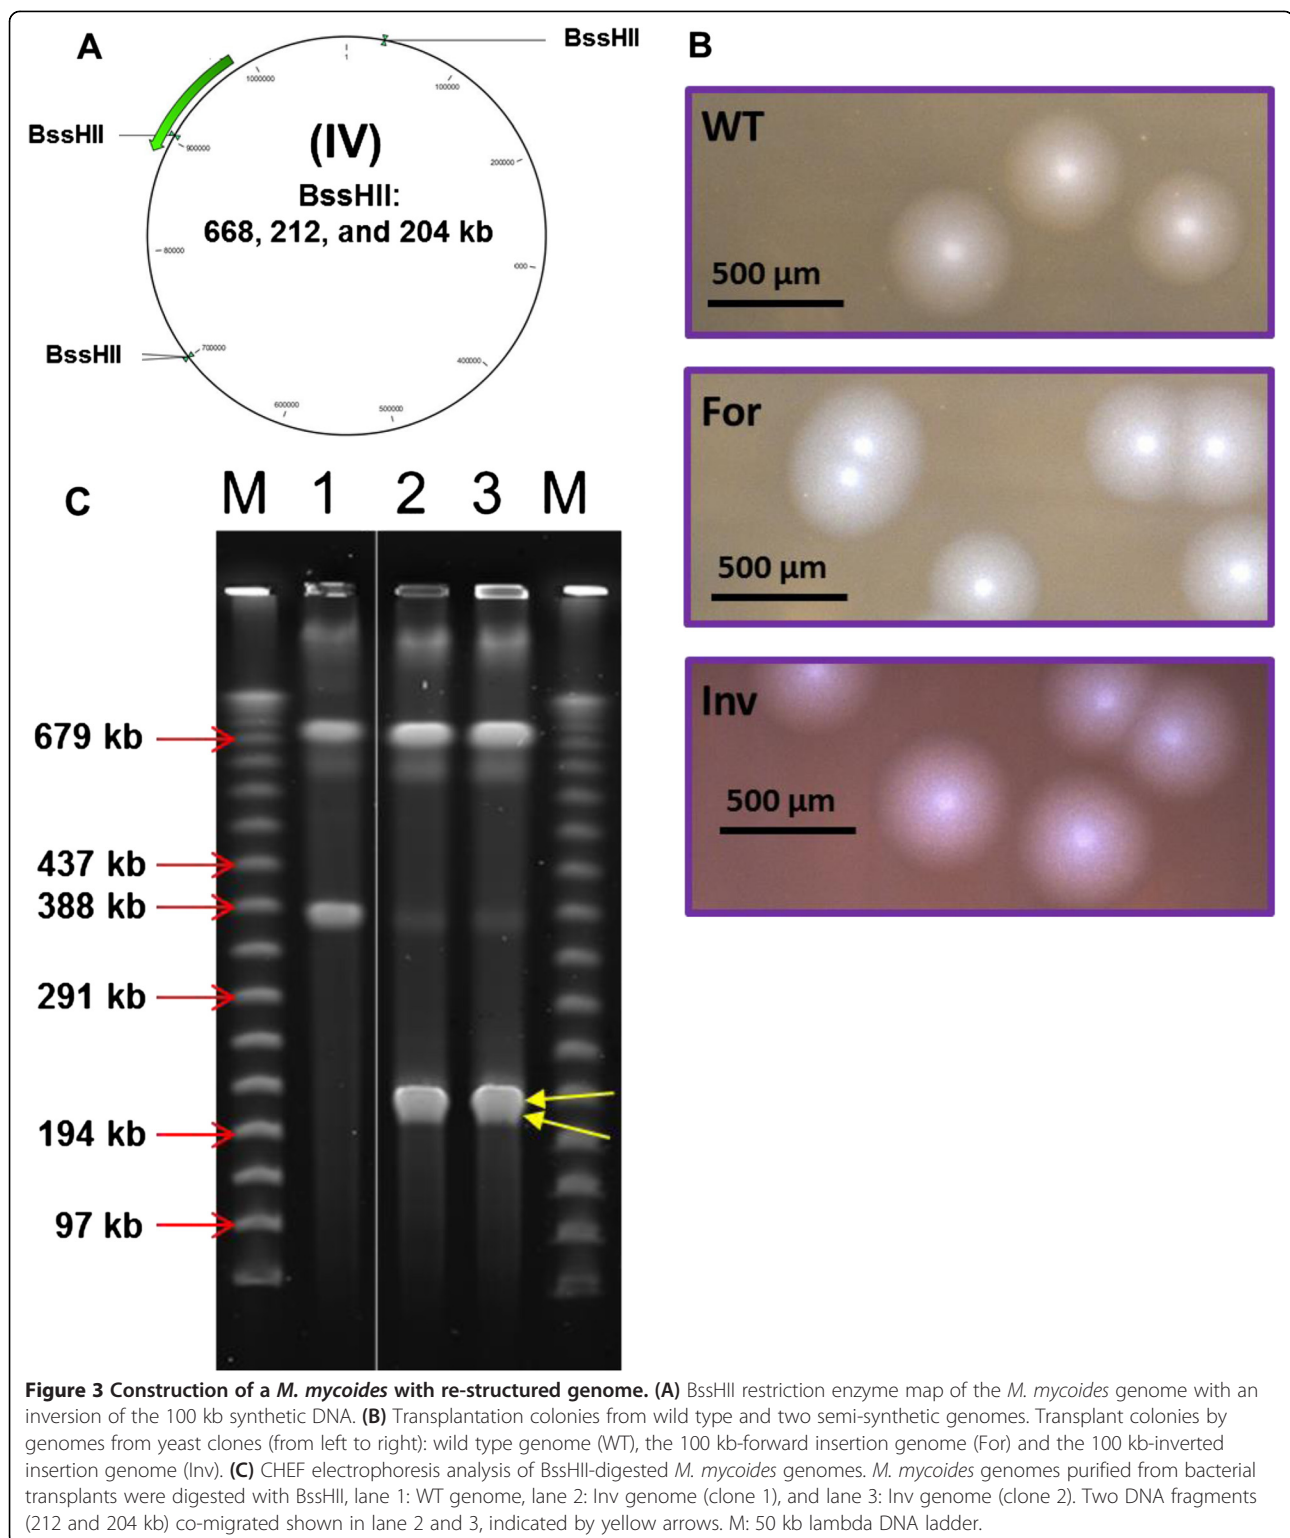 A
BssHII
1
1000000
100000
BssHII
900000
(IV)
200000
BssHII:
668, 212, and 204 kb
80000
000
BssHII
700000
400000
600000
500000
B
WT
500 µm
For
500 µm
Inv
500 µm
C
M 1 2 3 M
679 kb
437 kb
388 kb
291 kb
194 kb
97 kb
Figure 3 Construction of a M. mycoides with re-structured genome. (A) BssHII restriction enzyme map of the M. mycoides genome with an
inversion of the 100 kb synthetic DNA. (B) Transplantation colonies from wild type and two semi-synthetic genomes. Transplant colonies by
genomes from yeast clones (from left to right): wild type genome (WT), the 100 kb-forward insertion genome (For) and the 100 kb-inverted
insertion genome (Inv). (C) CHEF electrophoresis analysis of BssHII-digested M. mycoides genomes. M. mycoides genomes purified from bacterial
transplants were digested with BssHII, lane 1: WT genome, lane 2: Inv genome (clone 1), and lane 3: Inv genome (clone 2). Two DNA fragments
(212 and 204 kb) co-migrated shown in lane 2 and 3, indicated by yellow arrows. M: 50 kb lambda DNA ladder.